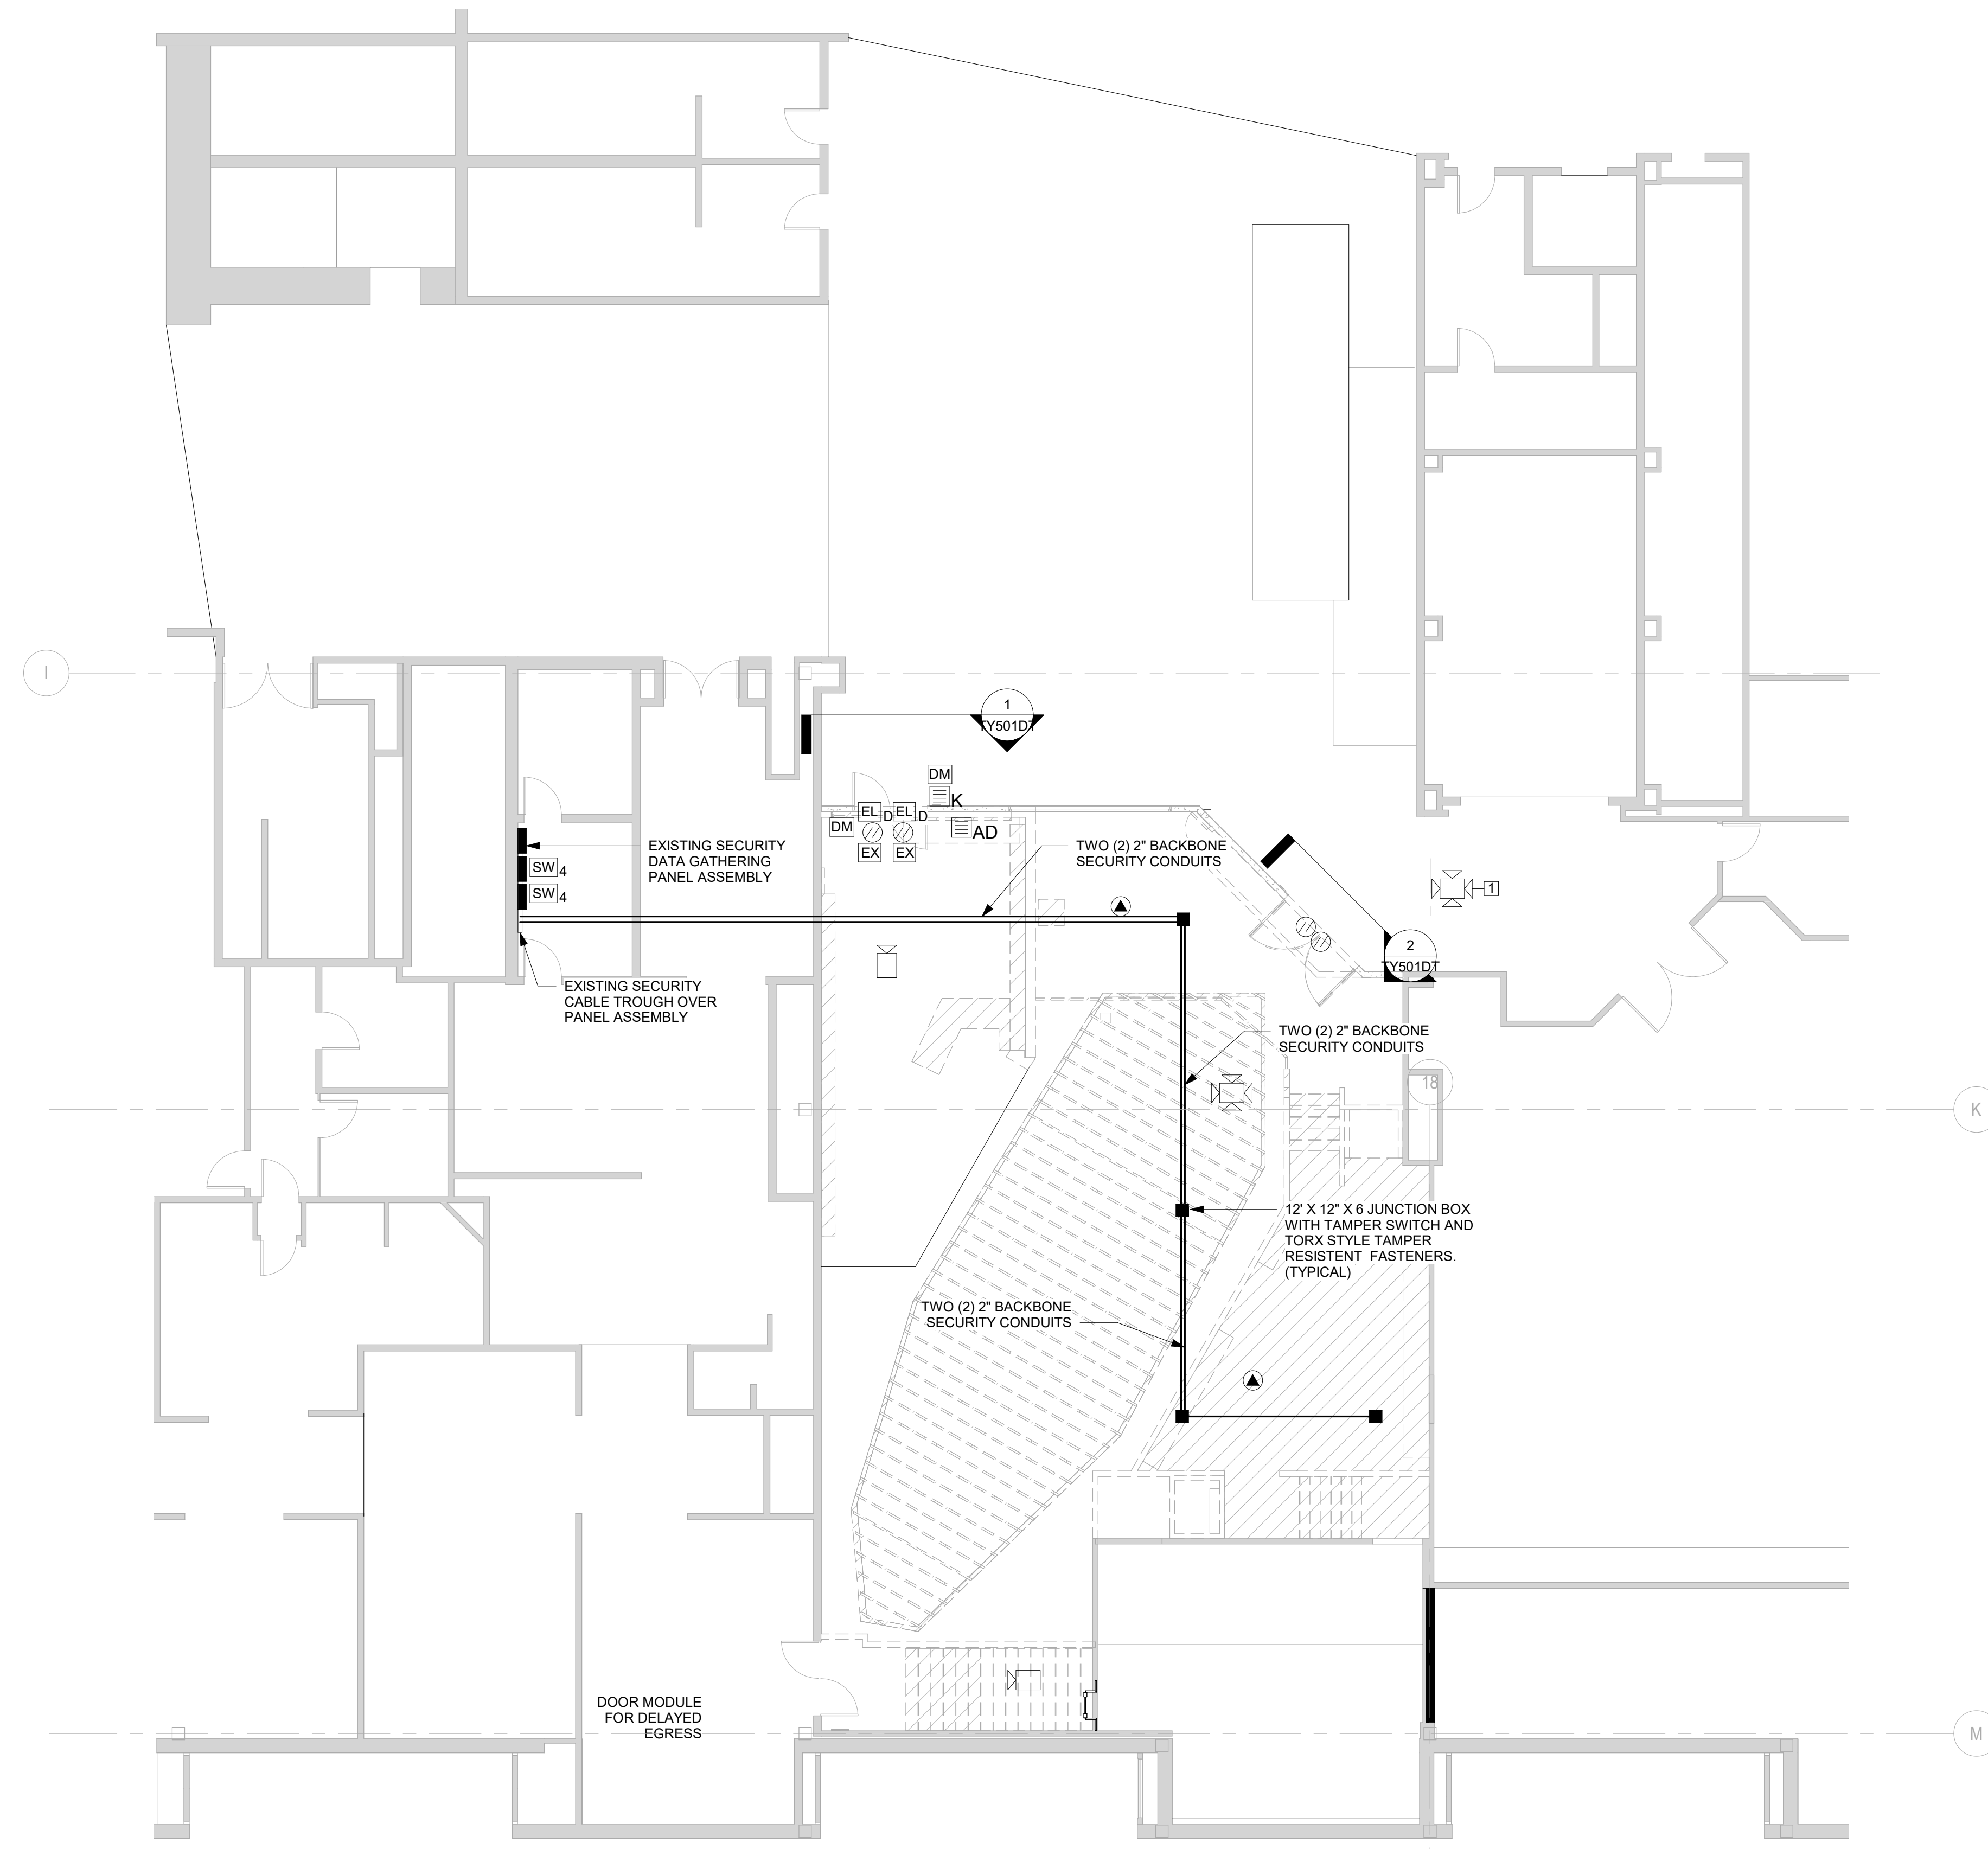 I
1
TY501DT
DM
K
EL
D
EL
D
DM
AD
EX
EX
EXISTING SECURITY
DATA GATHERING
PANEL ASSEMBLY
SW
4
SW
4
TWO (2) 2" BACKBONE
SECURITY CONDUITS
1
2
TY501DT
EXISTING SECURITY
CABLE TROUGH OVER
PANEL ASSEMBLY
TWO (2) 2" BACKBONE
SECURITY CONDUITS
18
K
12' X 12" X 6 JUNCTION BOX
WITH TAMPER SWITCH AND
TORX STYLE TAMPER
RESISTENT FASTENERS.
(TYPICAL)
TWO (2) 2" BACKBONE
SECURITY CONDUITS
DOOR MODULE
FOR DELAYED
EGRESS
M